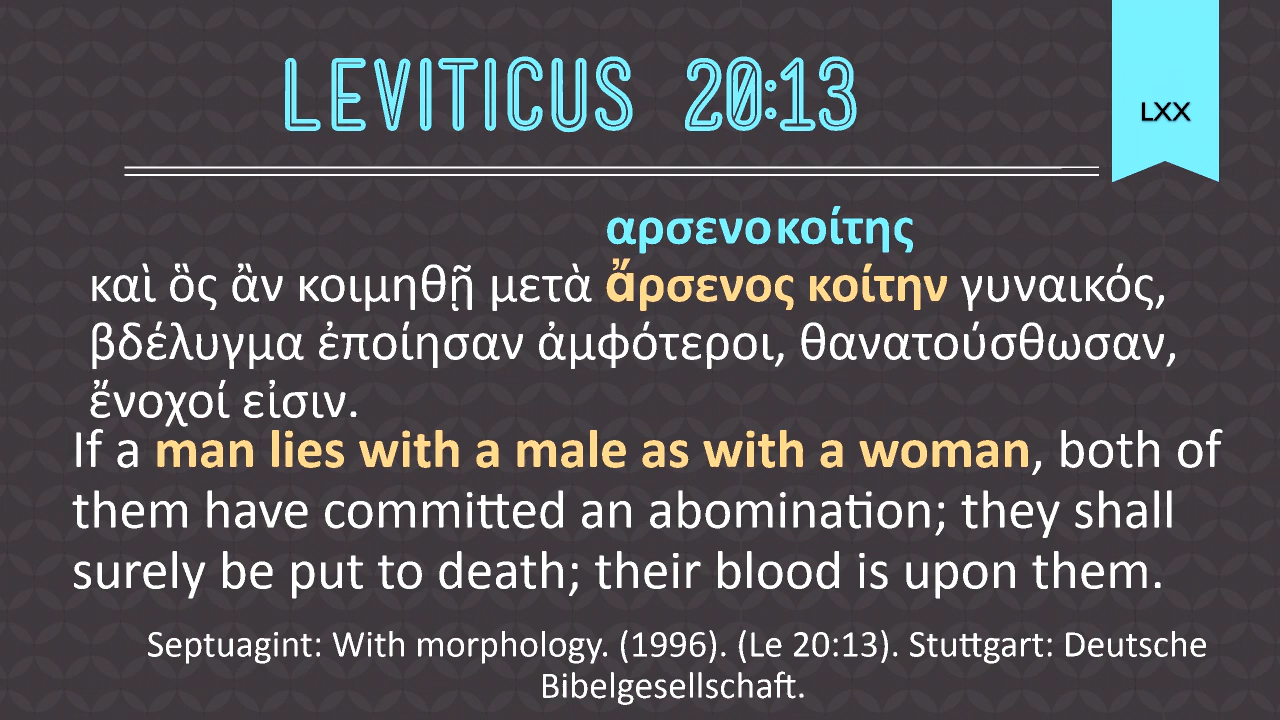 LEVITICUS 20:13
LXX
αρσενοκοίτης
καὶ ὃς ἂν κοιμηθῇ μετὰ ἄρσενος κοίτην γυναικός,
βδέλυγμα ἐποίησαν ἀμφότεροι, θανατούσθωσαν,
ἔνοχοί εἰσιν.
If a man lies with a male as with a woman, both of
them have committed an abomination; they shall
surely be put to death; their blood is upon them.
Septuagint: With morphology. (1996). (Le 20:13). Stuttgart: Deutsche
Bibelgesellschaft.